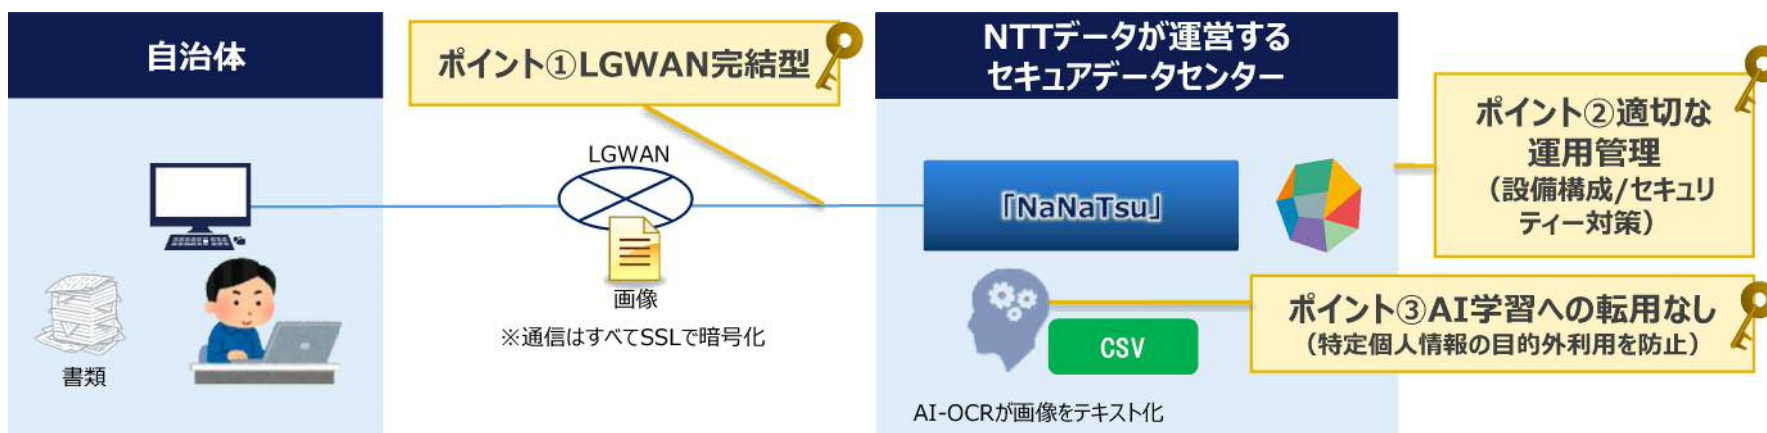 自治体
書類
ポイント①LGWAN完結型
LGWAN
画像
※通信はすべてSSLで暗号化
NTTデータが運営する
セキュアデータセンター
「NaNaTsu」
CSV
AI-OCRが画像をテキスト化
ポイント②適切な
運用管理
（設備構成/セキュリ
ティー対策）
ポイント③AI学習への転用なし
（特定個人情報の目的外利用を防止）